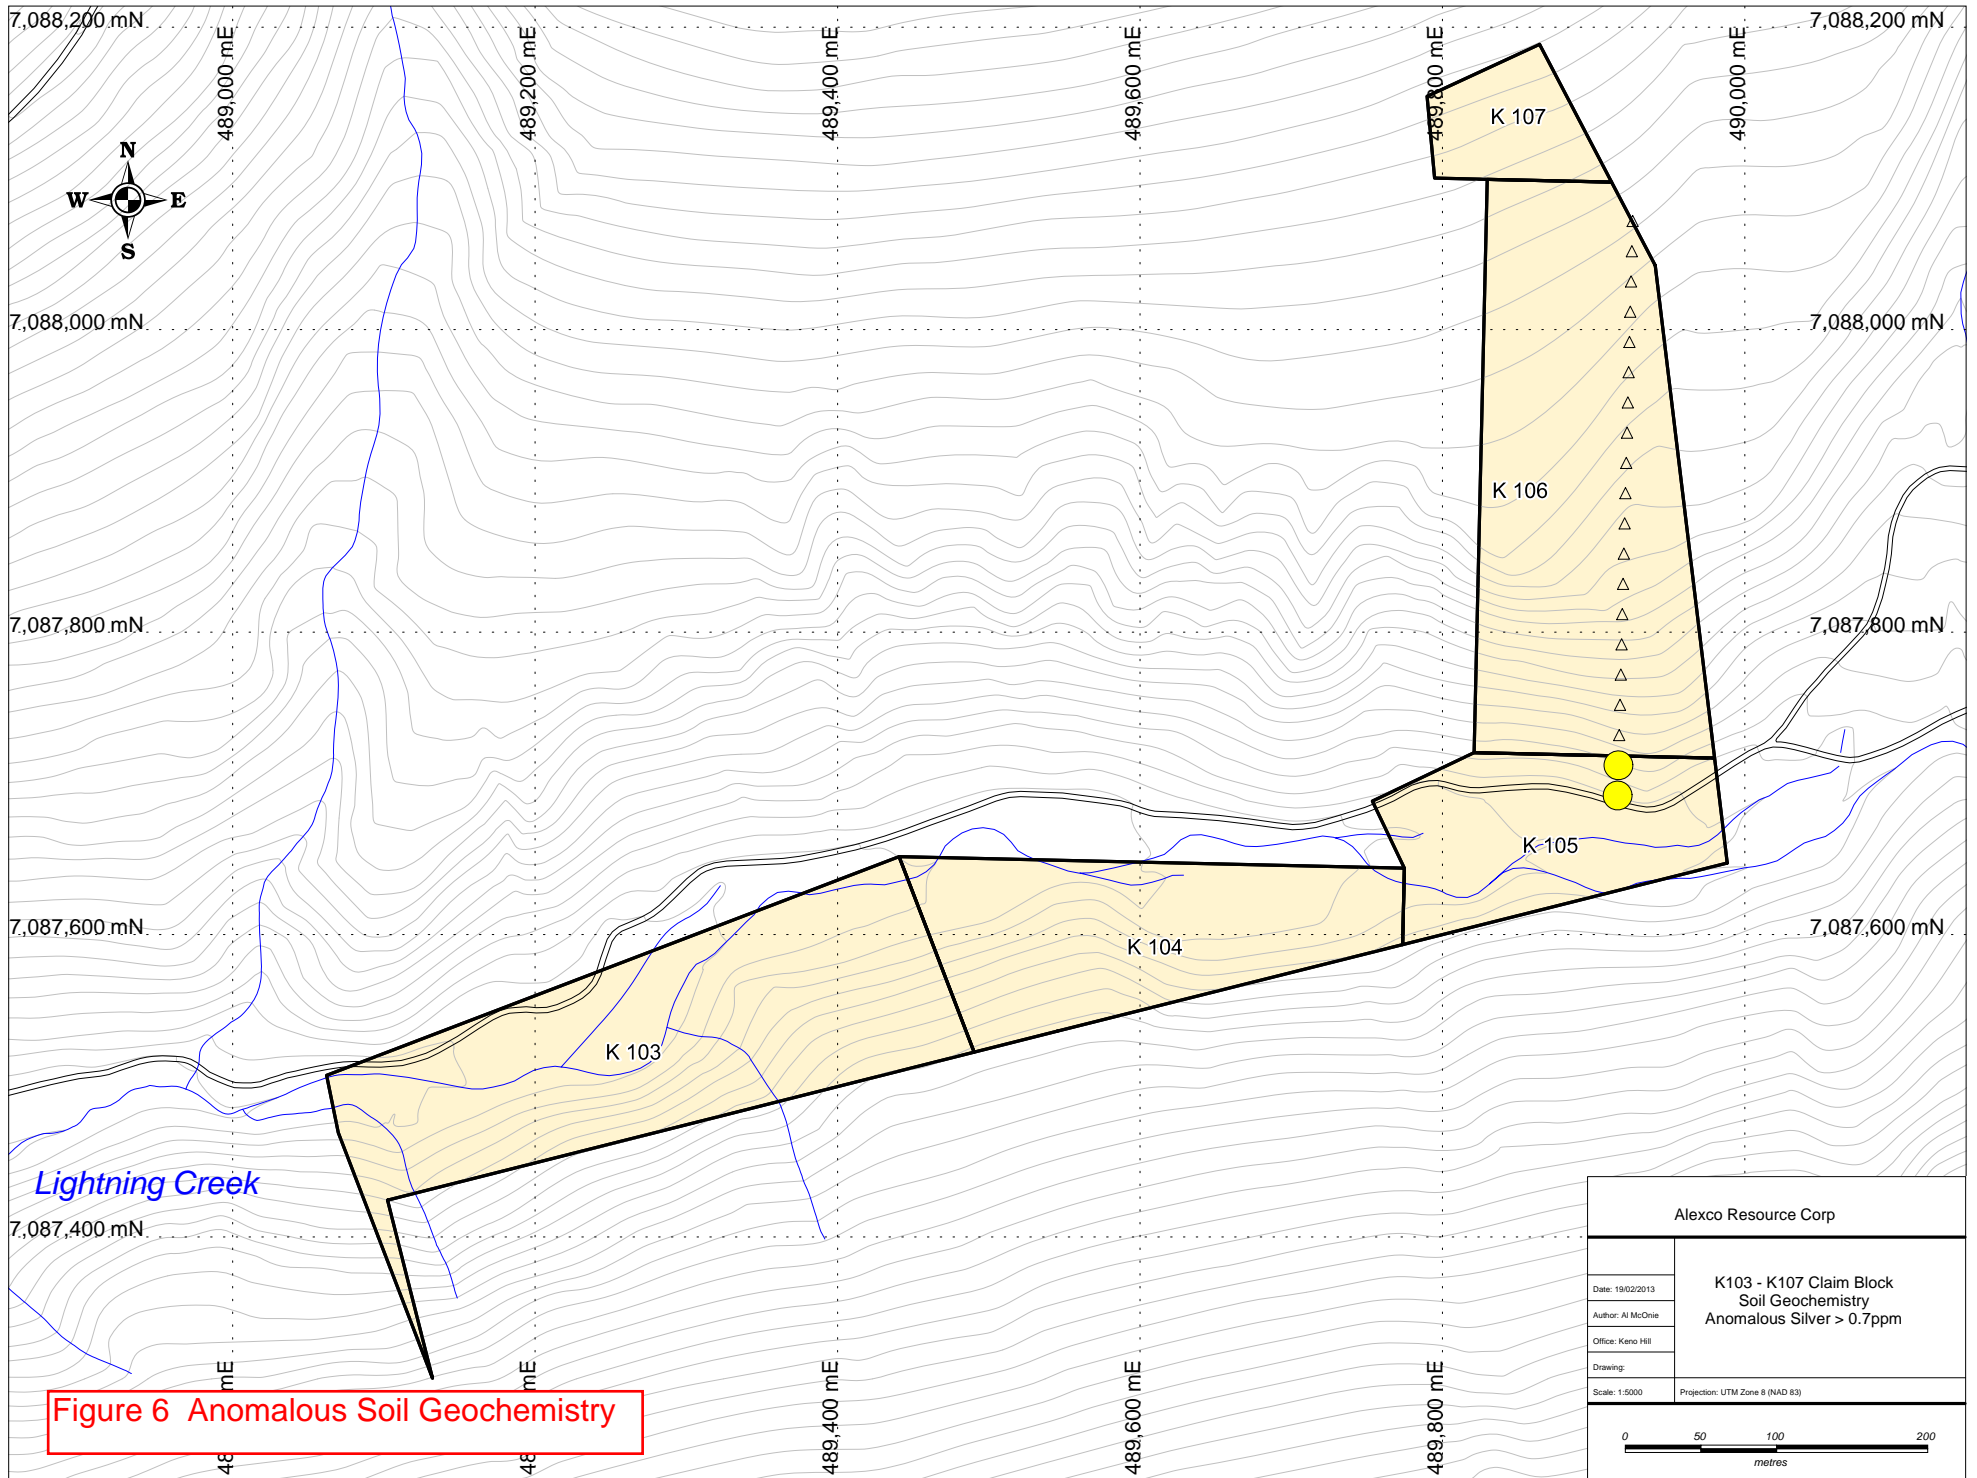 7,088,200 mN
7,088,200 mN
489,000 mE
489,200 mE
489,400 mE
489,600 mE
489,800 mE
490,000 mE
K 107
N
W E
S
7,088,000 mN
7,088,000 mN
K 106
7,087,800 mN
7,087,800 mN
K 105
7,087,600 mN
7,087,600 mN
K 104
K 103
Lightning Creek
7,087,400 mN
Alexco Resource Corp
K103 - K107 Claim Block
Soil Geochemistry
Anomalous Silver > 0.7ppm
Date: 19/02/2013
Author: Al McOnie
Office: Keno Hill
Drawing:
Scale: 1:5000
Projection: UTM Zone 8 (NAD 83)
0 50 100 200
metres
mE
mE
489,400 mE
489,600 mE
489,800 mE
Figure 6 Anomalous Soil Geochemistry